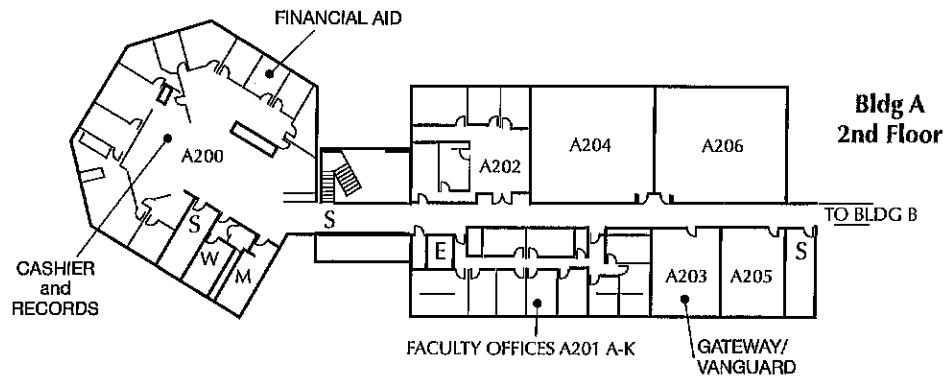 FINANCIAL AID
Bldg A
2nd Floor
A200
A202
A204
A206
S
S
TO BLDG B
W
M
E
A203
A205
S
CASHIER
and
RECORDS
FACULTY OFFICES A201 A-K
GATEWAY/
VANGUARD